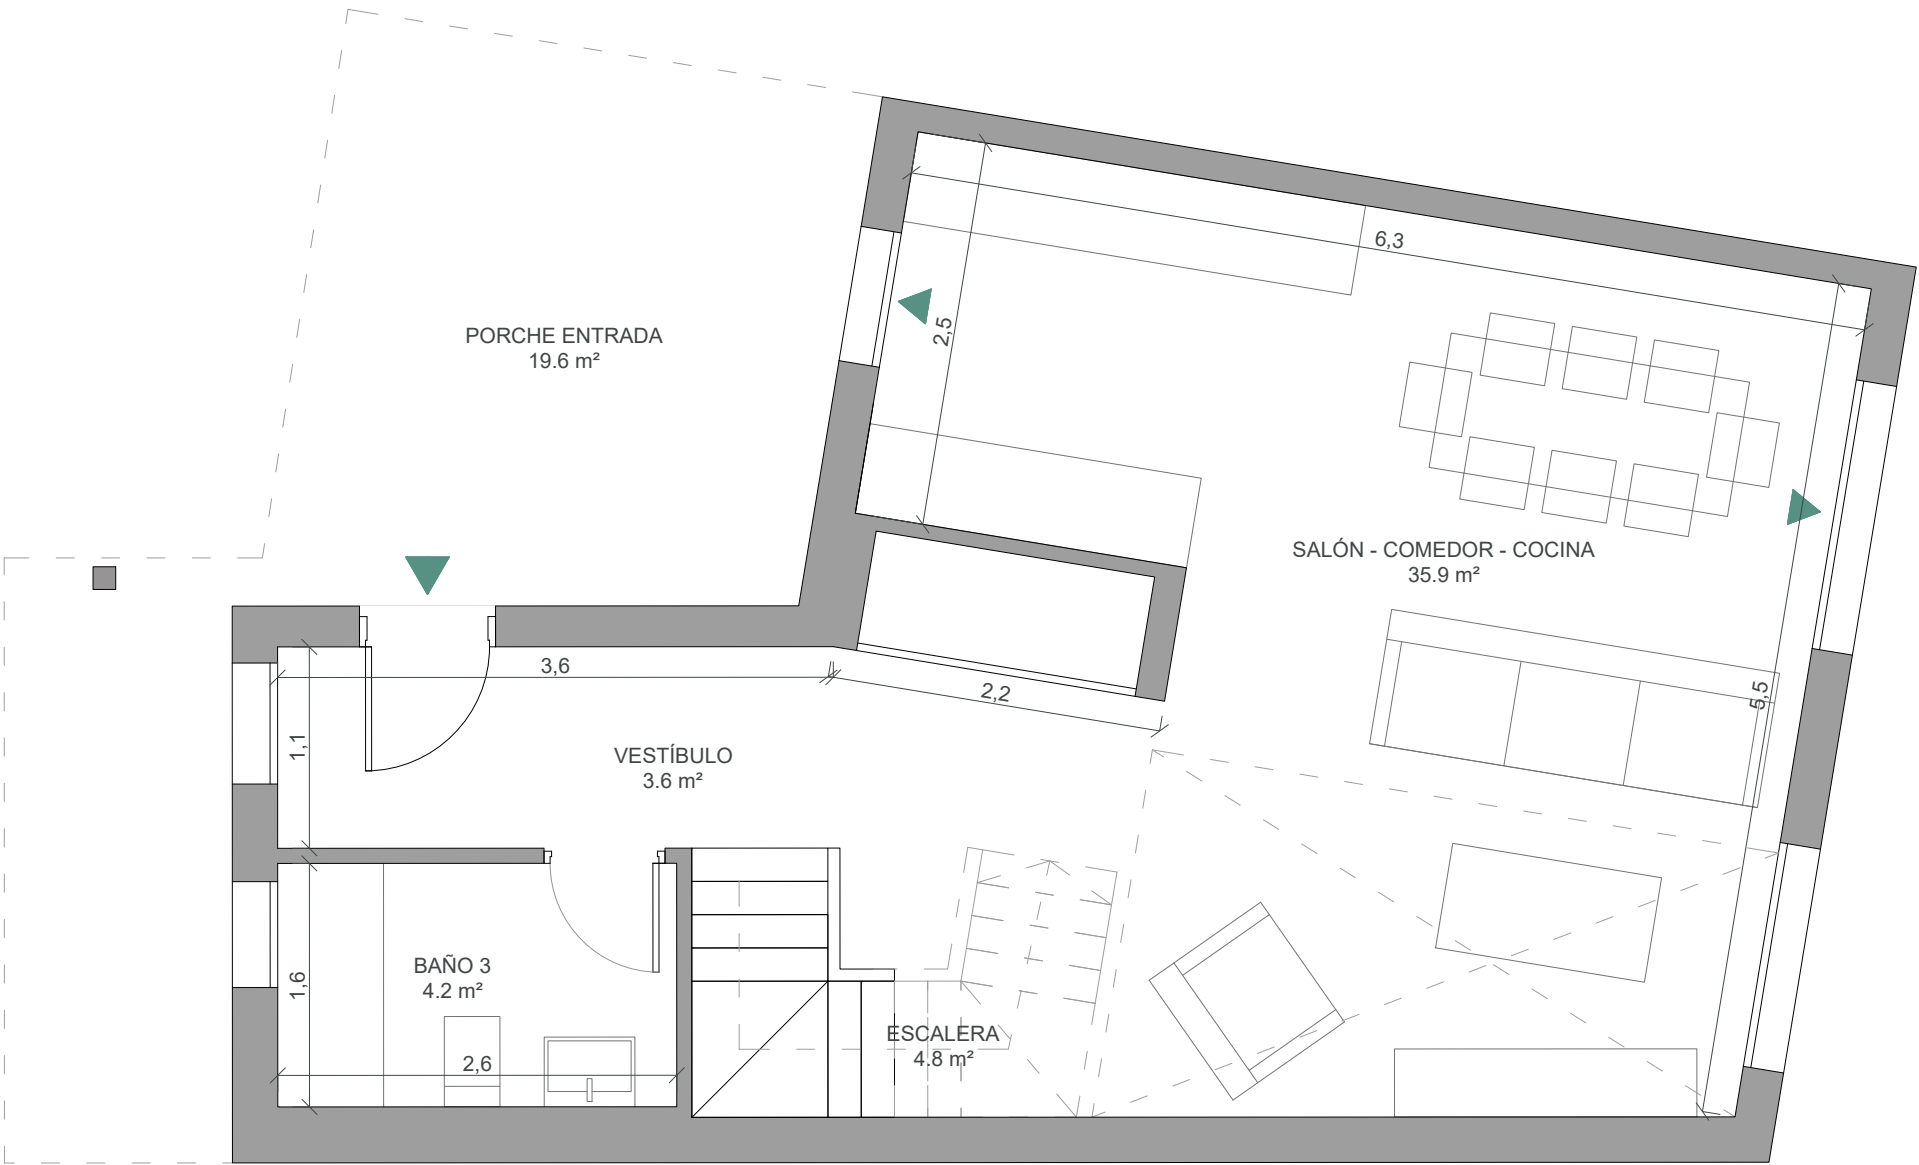 PORCHE ENTRADA
19.6 m²
6,3
2,5
SALÓN - COMEDOR - COCINA
35.9 m²
3,6
2,2
5,5
1,1
VESTÍBULO
3.6 m²
BAÑO 3
4.2 m²
1,6
2,6
ESCALERA
4.8 m²